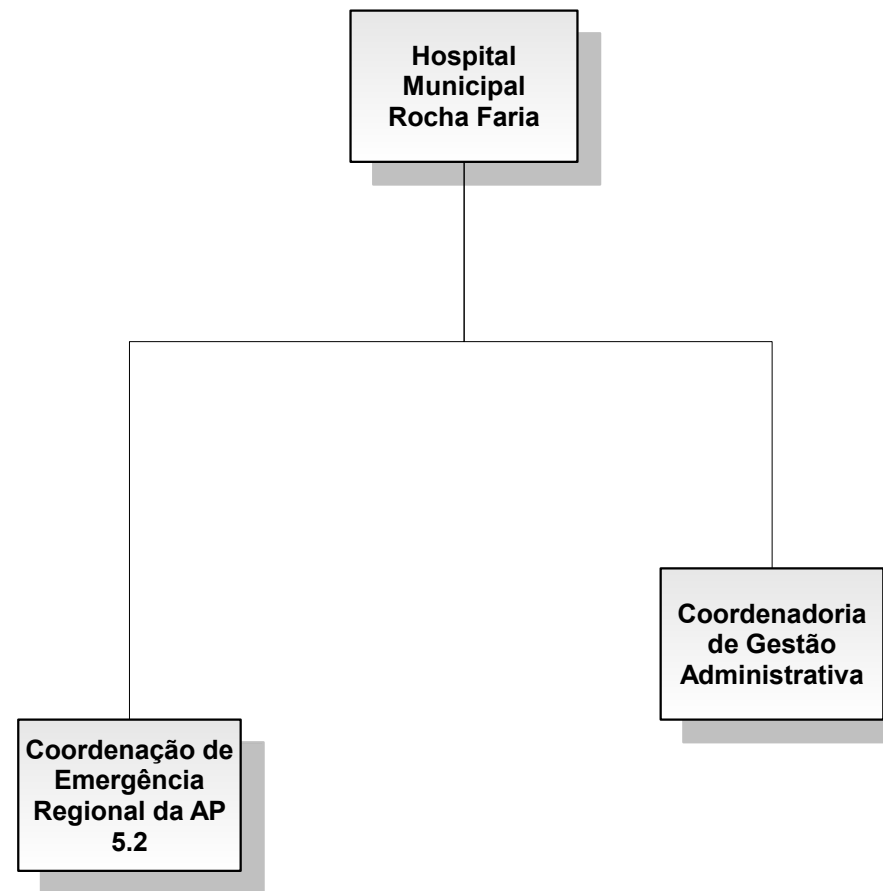 Hospital
Municipal
Rocha Faria
Coordenadoria
de Gestão
Administrativa
Coordenação de
Emergência
Regional da AP
5.2